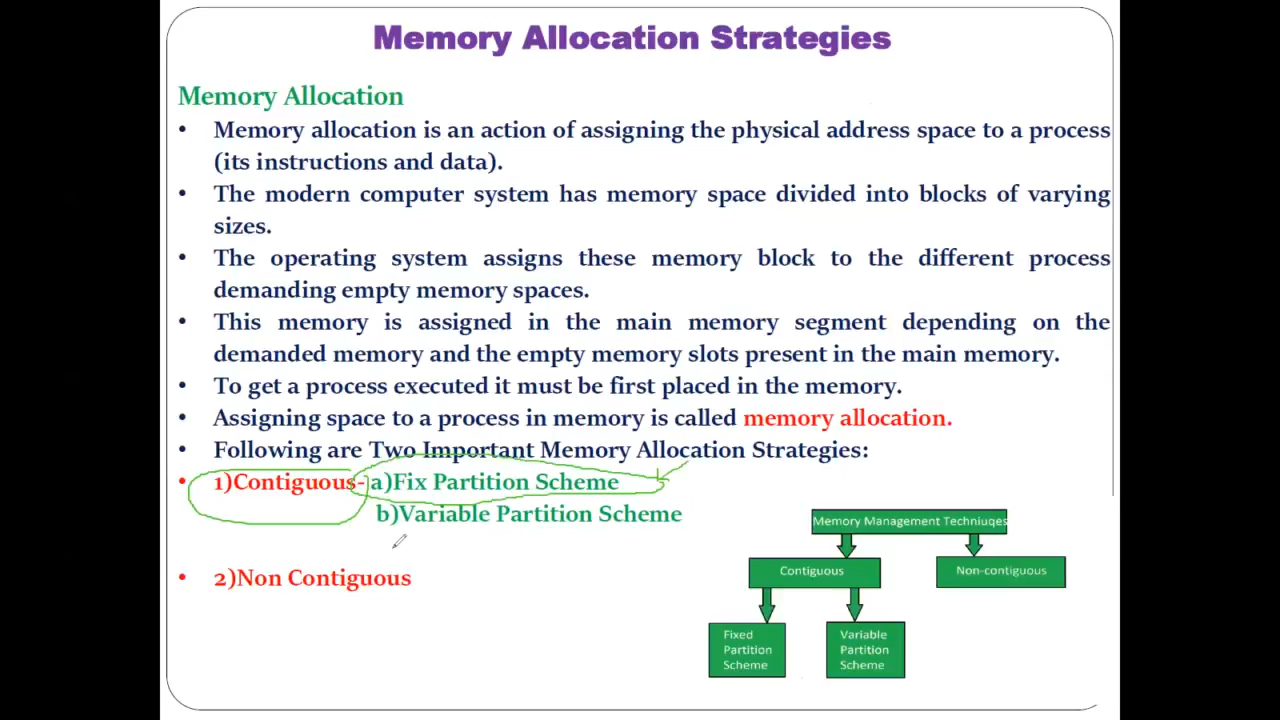 Memory Allocation Strategies
Memory Allocation
• Memory allocation is an action of assigning the physical address space to a process
(its instructions and data).
• The modern computer system has memory space divided into blocks of varying
sizes.
• The operating system assigns these memory block to the different process
demanding empty memory spaces.
• This memory is assigned in the main memory segment depending on the
demanded memory and the empty memory slots present in the main memory.
• To get a process executed it must be first placed in the memory.
• Assigning space to a process in memory is called memory allocation.
• Following are Two Important Memory Allocation Strategies:
• 1)Contiguous- a)Fix Partition Scheme
b)Variable Partition Scheme
• 2)Non Contiguous
Memory Management Techniuqes
Contiguous
Non-contiguous
Fixed
Partition
Scheme
Variable
Partition
Scheme